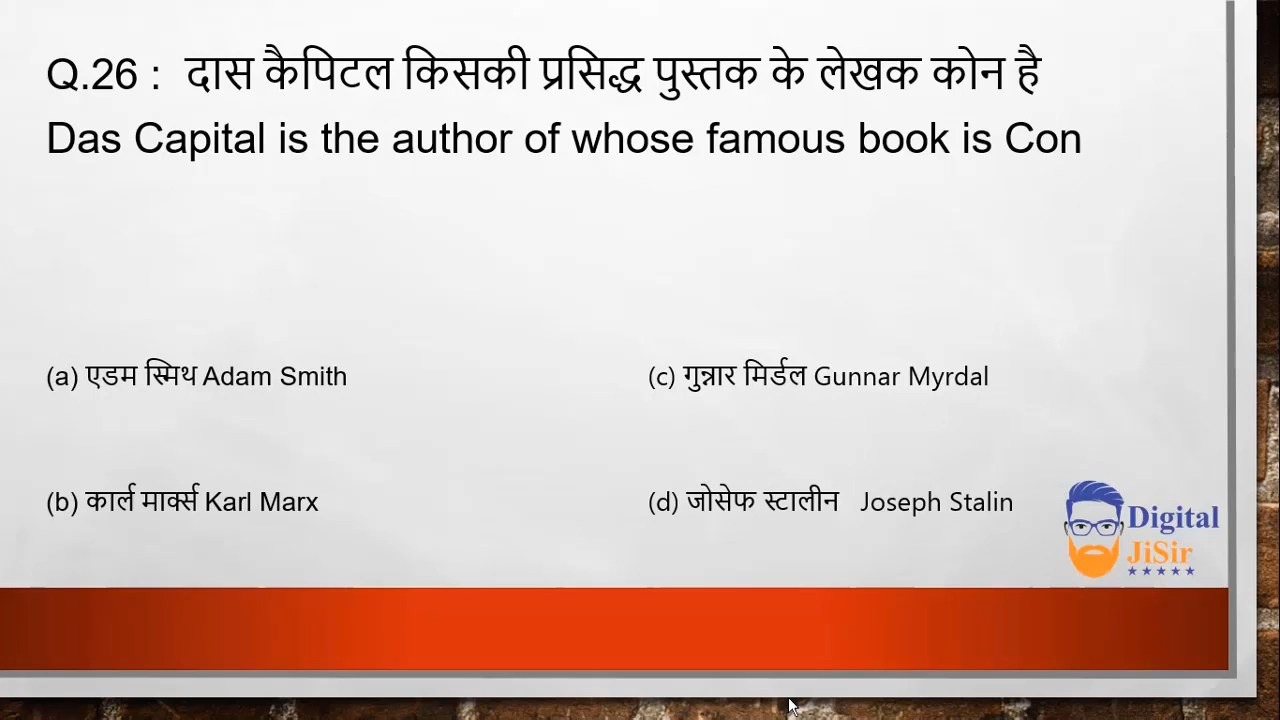 Q.26 : दास कैपिटल किसकी प्रसिद्ध पुस्तक के लेखक कोन है
Das Capital is the author of whose famous book is Con
(a) एडम स्मिथ Adam Smith
(c) गुन्नार मिर्डल Gunnar Myrdal
(b) कार्ल मार्क्स Karl Marx
(d) जोसेफ स्टालीन Joseph Stalin
Digital
JiSir